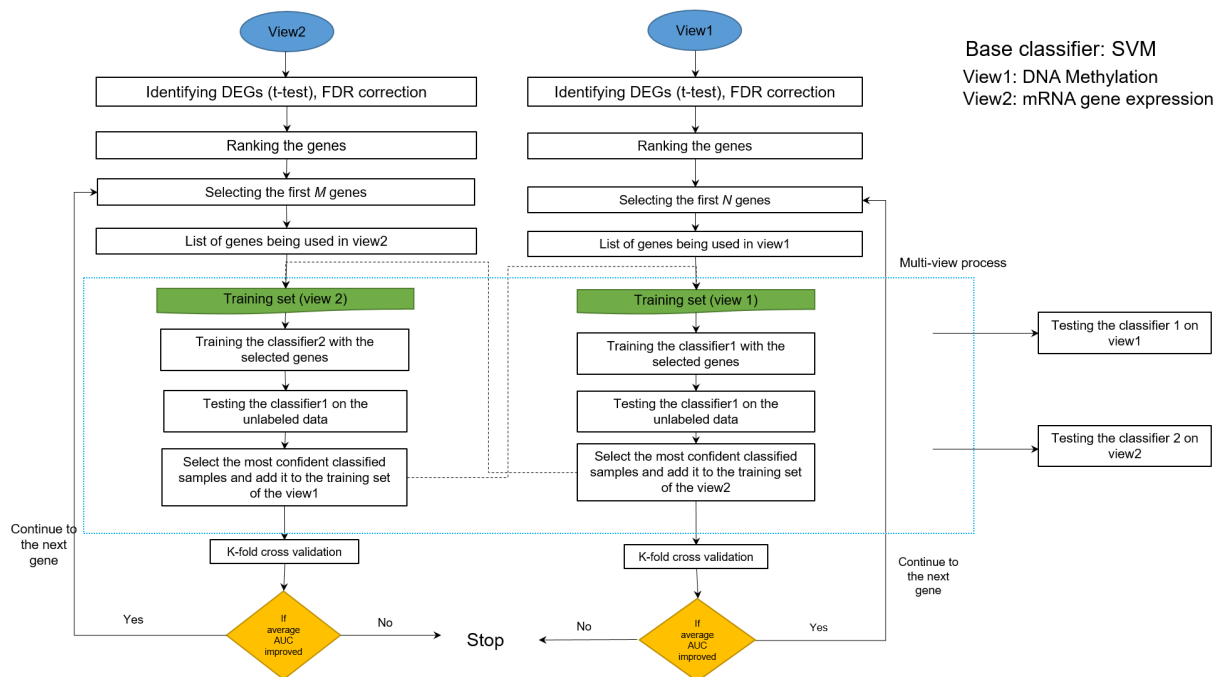 View2
View1
Base classifier: SVM
View1: DNA Methylation
View2: mRNA gene expression
Identifying DEGs (t-test), FDR correction
Identifying DEGs (t-test), FDR correction
Ranking the genes
Ranking the genes
Selecting the first M genes
Selecting the first N genes
List of genes being used in view2
List of genes being used in view1
Multi-view process
Training set (view 2)
Training set (view 1)
Training the classifier2 with the
selected genes
Training the classifier1 with the
selected genes
Testing the classifier 1 on
view1
Testing the classifier1 on the
unlabeled data
Testing the classifier1 on the
unlabeled data
Testing the classifier 2 on
view2
Select the most confident classified
samples and add it to the training set
of the view1
Select the most confident classified
samples and add it to the training set
of the view2
Continue to
the next
gene
K-fold cross validation
K-fold cross validation
Continue to
the next
gene
Yes
If
average
AUC
improved
No
Stop
No
If
average
AUC
improved
Yes